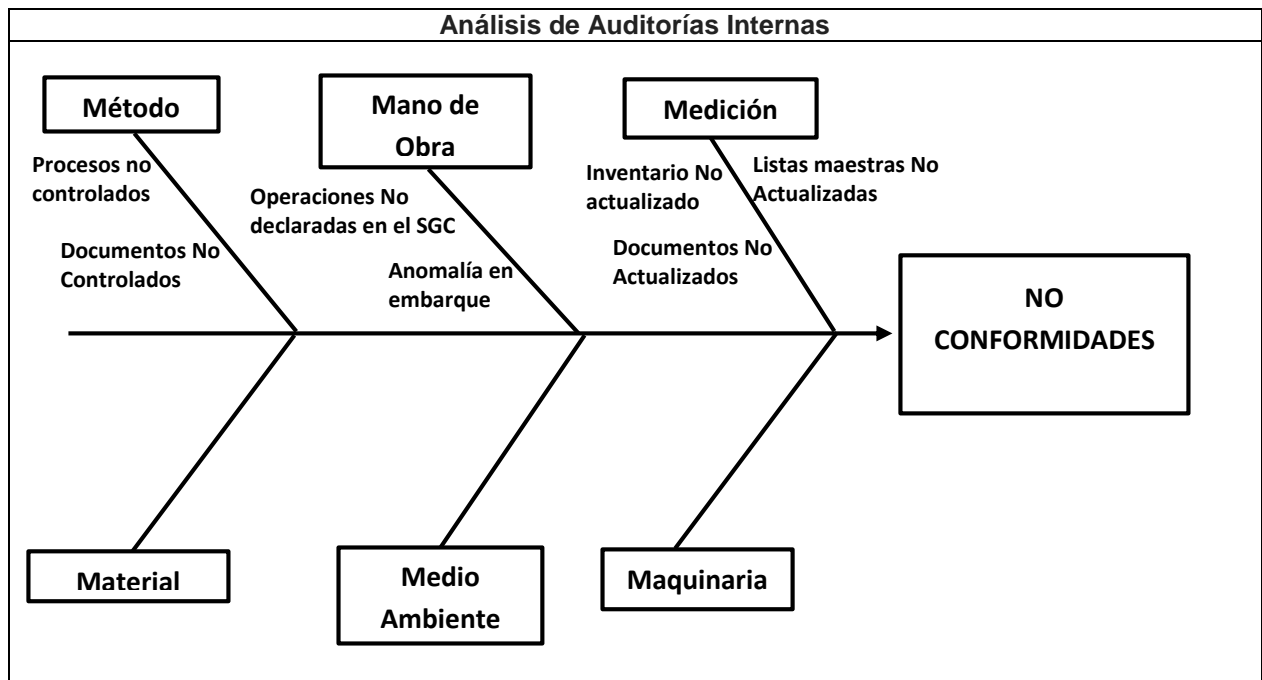 Análisis de Auditorías Internas
Método
Mano de
Obra
Medición
Procesos no
controlados
Documentos No
Controlados
Operaciones No
declaradas en el SGC
Anomalía en
embarque
Inventario No
actualizado
Documentos No
Actualizados
Listas maestras No
Actualizadas
NO
CONFORMIDADES
Material
Medio
Ambiente
Maquinaria